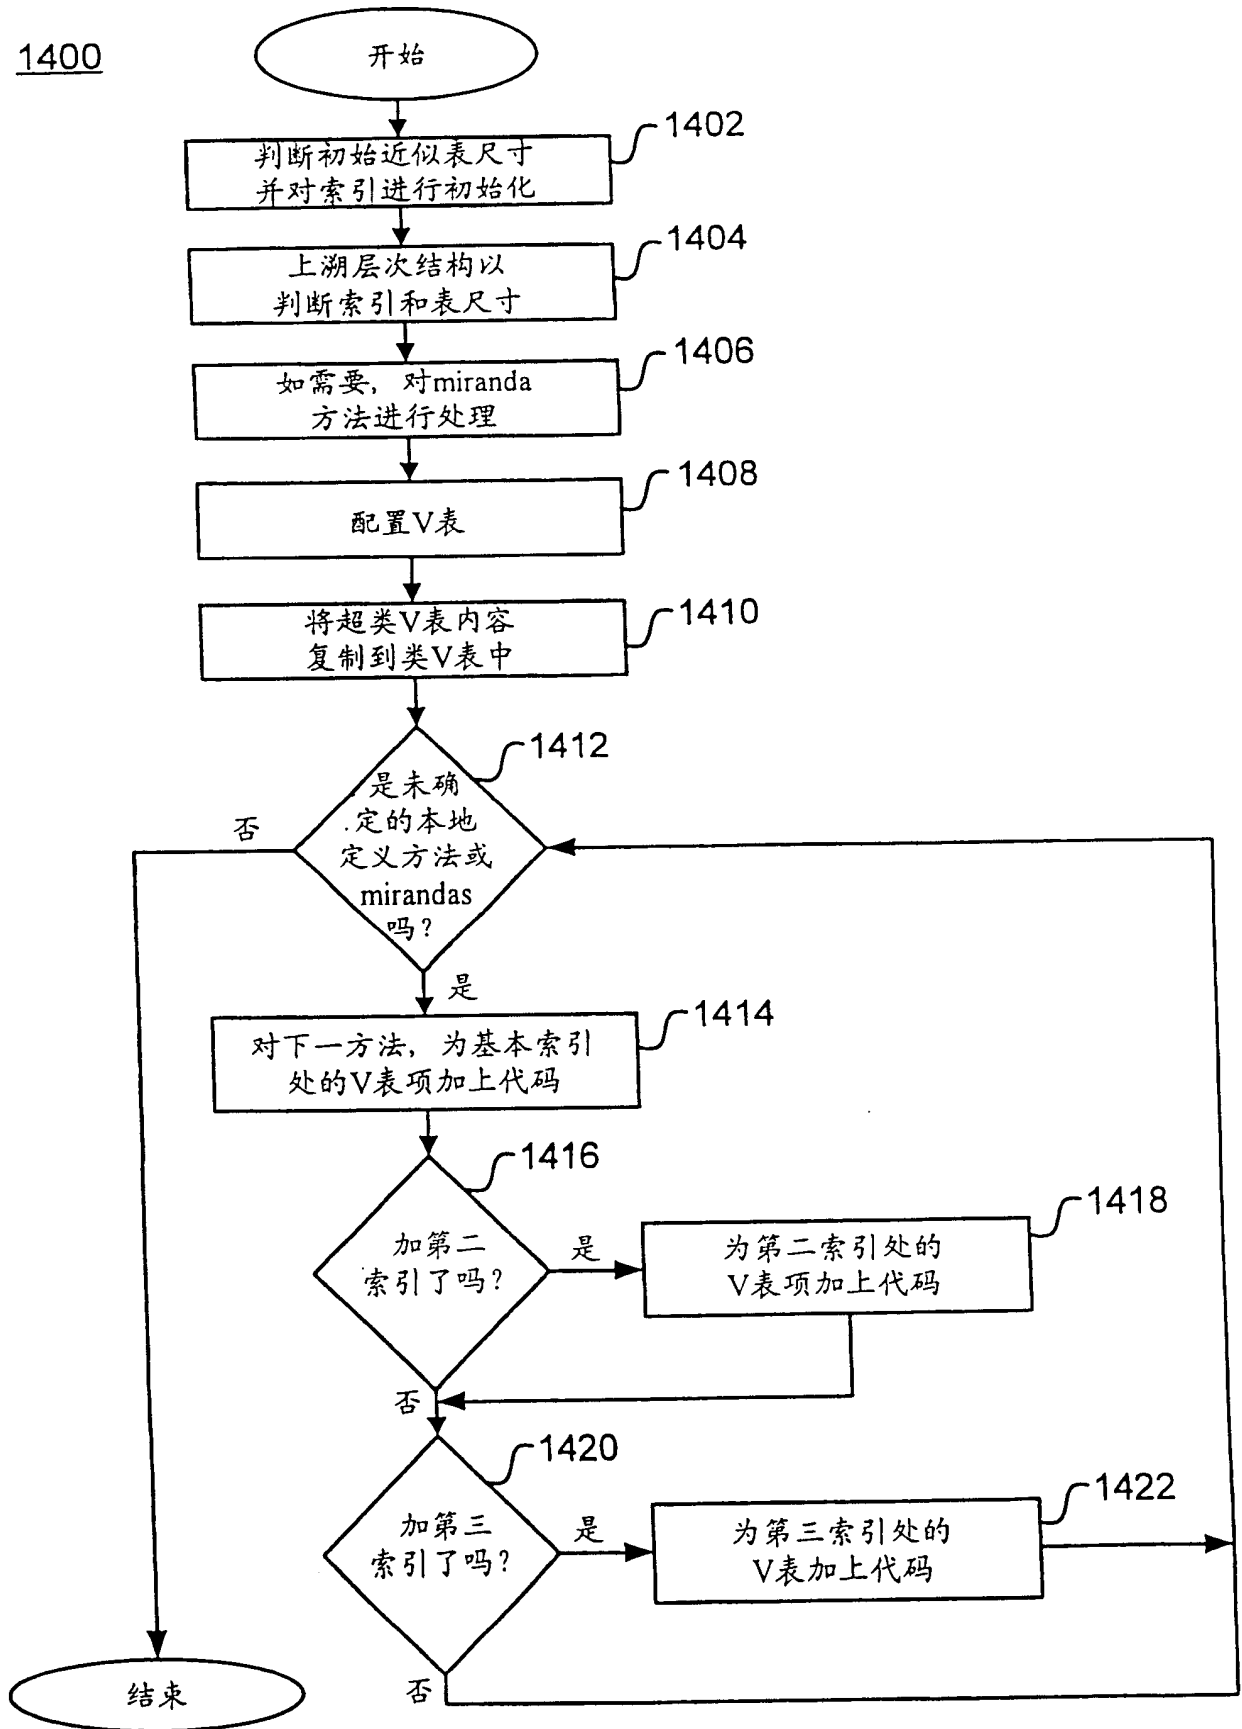 1400
开始
1402
判断初始近似表尺寸
并对索引进行初始化
1404
上溯层次结构以
判断索引和表尺寸
1406
如需要，对miranda
方法进行处理
1408
配置V表
1410
将超类V表内容
复制到类V表中
1412
是未确
定的本地
定义方法或
mirandas
吗？
否
是
1414
对下一方法，为基本索引
处的V表项加上代码
1416
加第二
索引了吗？
是
1418
为第二索引处的
V表项加上代码
否
1420
加第三
索引了吗？
是
1422
为第三索引处的
V表加上代码
否
结束